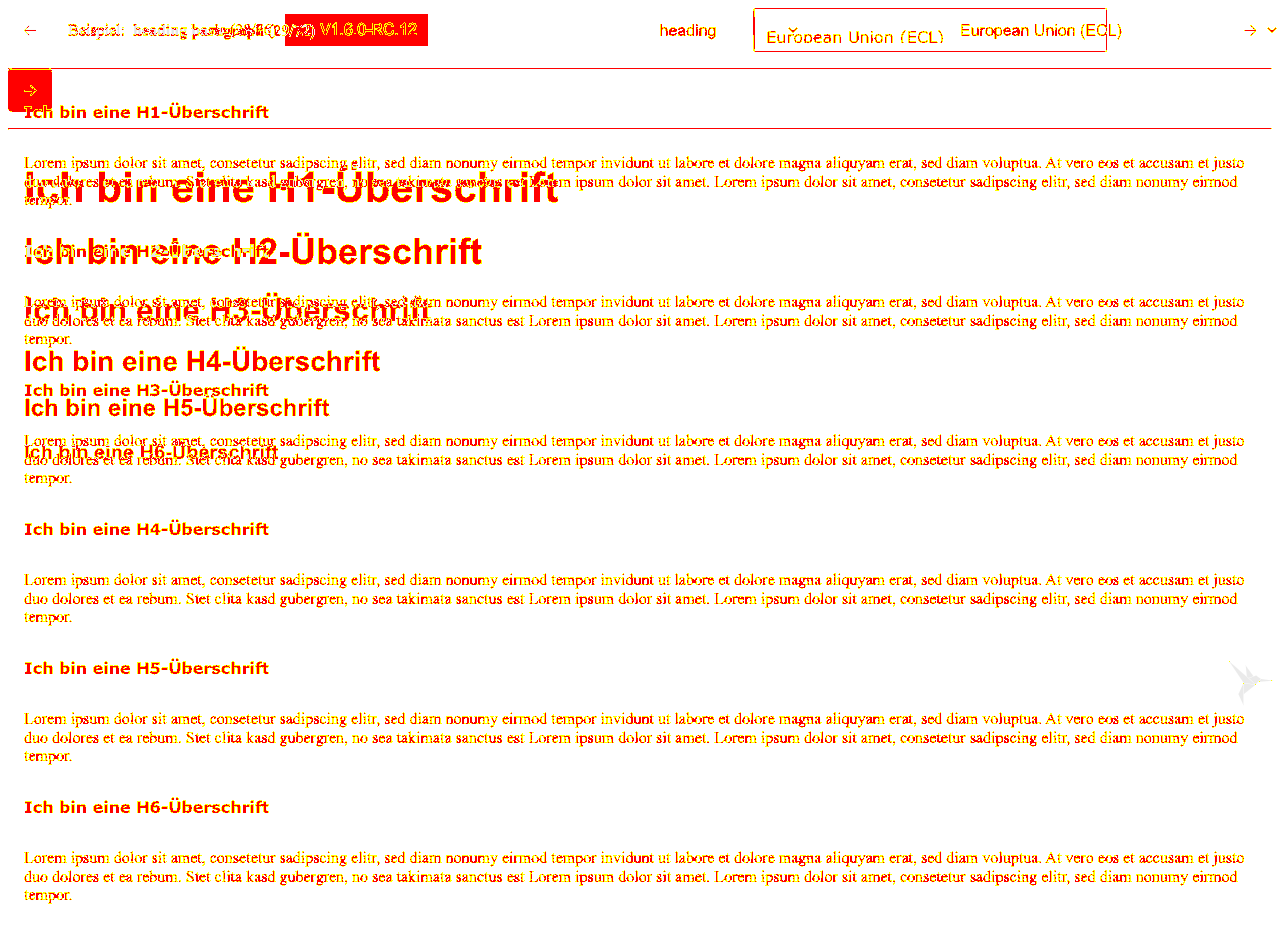 Beispiel: heading V1.6.0-RC.12 heading European Union (ECL) European Union (ECL)
Ich bin eine H1-Überschrift
Lorem ipsum dolor sit amet, consetetur sadipscing elitr, sed diam nonumy eirmod tempor invidunt ut labore et dolore magna aliquyam erat, sed diam voluptua. At vero eos et accusam et justo
duo dolores et ea rebum. Stet clita kasd gubergren, no sea takimata sanctus est Lorem ipsum dolor sit amet. Lorem ipsum dolor sit amet, consetetur sadipscing elitr, sed diam nonumy eirmod
tempor.
Ich bin eine H1-Überschrift
Ich bin eine H2-Überschrift
Ich bin eine H2-Überschrift
Lorem ipsum dolor sit amet, consetetur sadipscing elitr, sed diam nonumy eirmod tempor invidunt ut labore et dolore magna aliquyam erat, sed diam voluptua. At vero eos et accusam et justo
Ich bin eine H3-Überschrift
duo dolores et ea rebum. Stet clita kasd gubergren, no sea takimata sanctus est Lorem ipsum dolor sit amet. Lorem ipsum dolor sit amet, consetetur sadipscing elitr, sed diam nonumy eirmod
tempor.
Ich bin eine H4-Überschrift
Ich bin eine H3-Überschrift
Ich bin eine H5-Überschrift
Lorem ipsum dolor sit amet, consetetur sadipscing elitr, sed diam nonumy eirmod tempor invidunt ut labore et dolore magna aliquyam erat, sed diam voluptua. At vero eos et accusam et justo
Ich bin eine H6-Überschrift
duo dolores et ea rebum. Stet clita kasd gubergren, no sea takimata sanctus est Lorem ipsum dolor sit amet. Lorem ipsum dolor sit amet, consetetur sadipscing elitr, sed diam nonumy eirmod
tempor.
Ich bin eine H4-Überschrift
Lorem ipsum dolor sit amet, consetetur sadipscing elitr, sed diam nonumy eirmod tempor invidunt ut labore et dolore magna aliquyam erat, sed diam voluptua. At vero eos et accusam et justo
duo dolores et ea rebum. Stet clita kasd gubergren, no sea takimata sanctus est Lorem ipsum dolor sit amet. Lorem ipsum dolor sit amet, consetetur sadipscing elitr, sed diam nonumy eirmod
tempor.
Ich bin eine H5-Überschrift
Lorem ipsum dolor sit amet, consetetur sadipscing elitr, sed diam nonumy eirmod tempor invidunt ut labore et dolore magna aliquyam erat, sed diam voluptua. At vero eos et accusam et justo
duo dolores et ea rebum. Stet clita kasd gubergren, no sea takimata sanctus est Lorem ipsum dolor sit amet. Lorem ipsum dolor sit amet, consetetur sadipscing elitr, sed diam nonumy eirmod
tempor.
Ich bin eine H6-Überschrift
Lorem ipsum dolor sit amet, consetetur sadipscing elitr, sed diam nonumy eirmod tempor invidunt ut labore et dolore magna aliquyam erat, sed diam voluptua. At vero eos et accusam et justo
duo dolores et ea rebum. Stet clita kasd gubergren, no sea takimata sanctus est Lorem ipsum dolor sit amet. Lorem ipsum dolor sit amet, consetetur sadipscing elitr, sed diam nonumy eirmod
tempor.